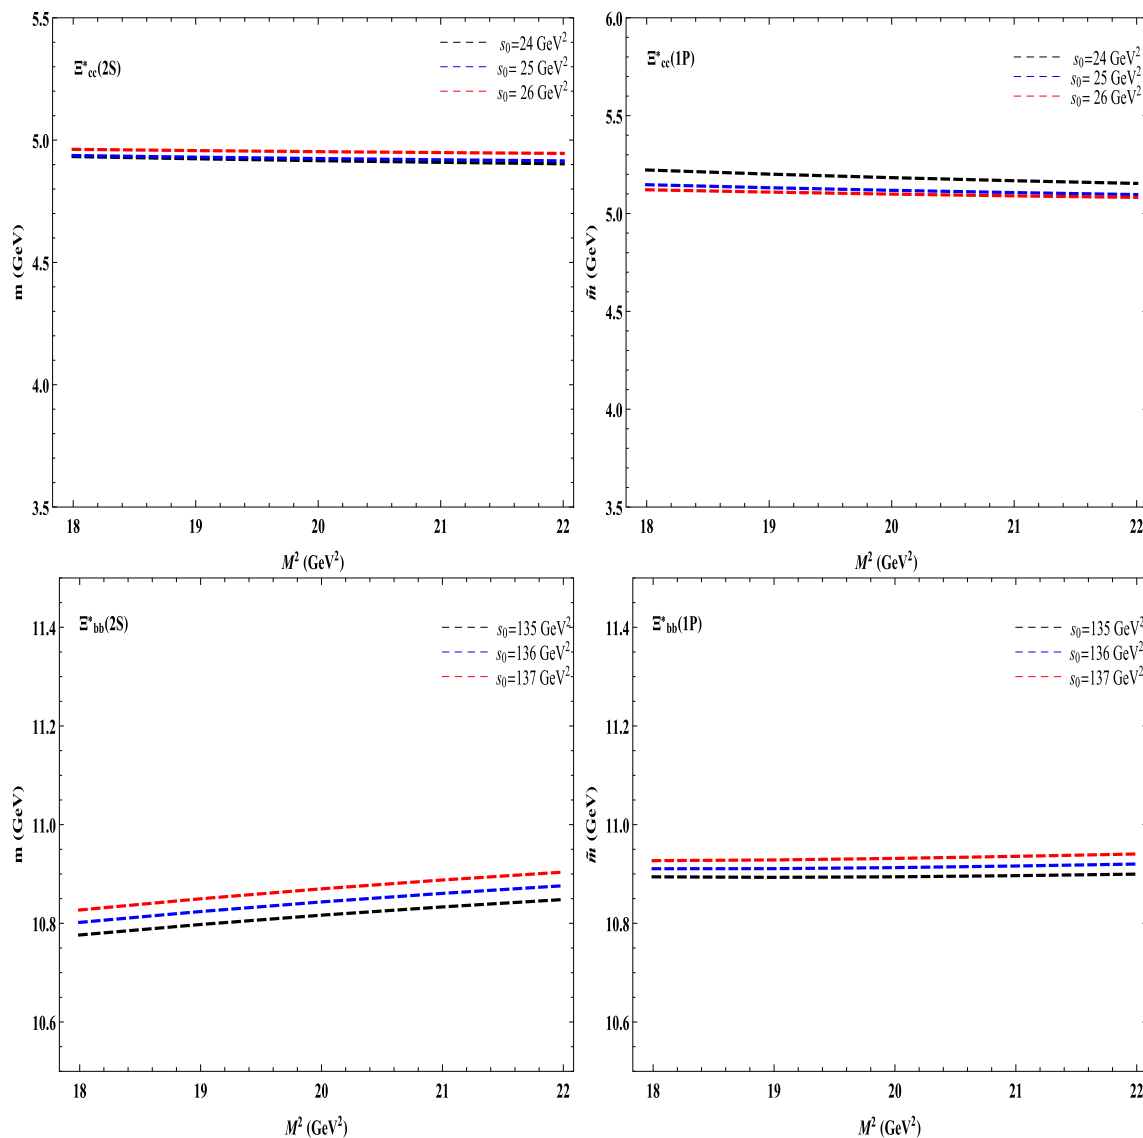 5.5
5.0
4.5
4.0
3.5
m (GeV)
Ξ*cc(2S)
s0=24 GeV²
s0= 25 GeV²
s0= 26 GeV²
18 19 20 21 22
M² (GeV²)
6.0
5.5
5.0
4.5
4.0
3.5
m̃ (GeV)
Ξ*cc(1P)
s0=24 GeV²
s0= 25 GeV²
s0= 26 GeV²
18 19 20 21 22
M² (GeV²)
11.4
11.2
11.0
10.8
10.6
m (GeV)
Ξ*bb(2S)
s0=135 GeV²
s0=136 GeV²
s0=137 GeV²
18 19 20 21 22
M² (GeV²)
11.4
11.2
11.0
10.8
10.6
m̃ (GeV)
Ξ*bb(1P)
s0=135 GeV²
s0=136 GeV²
s0=137 GeV²
18 19 20 21 22
M² (GeV²)